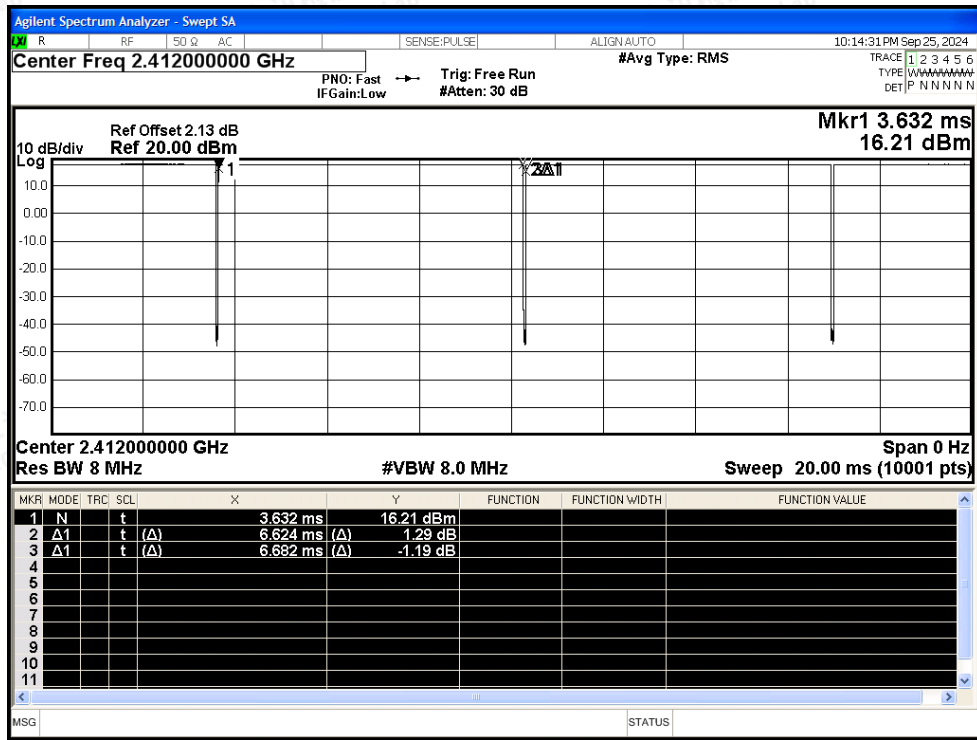 Agilent Spectrum Analyzer - Swept SA
LXI R RF 50 Ω AC SENSE:PULSE ALIGN AUTO 10:14:31 PM Sep 25, 2024
Center Freq 2.412000000 GHz #Avg Type: RMS TRACE 1 2 3 4 5 6
PNO: Fast Trig: Free Run TYPE WWWWWW
IFGain:Low #Atten: 30 dB DET P N N N N N
Mkr1 3.632 ms
Ref Offset 2.13 dB
10 dB/div Ref 20.00 dBm 16.21 dBm
Log
1 2Δ1
10.0
0.00
-10.0
-20.0
-30.0
-40.0
-50.0
-60.0
-70.0
Center 2.412000000 GHz Span 0 Hz
Res BW 8 MHz #VBW 8.0 MHz Sweep 20.00 ms (10001 pts)
MKR MODE TRC SCL X Y FUNCTION FUNCTION WIDTH FUNCTION VALUE
1 N t 3.632 ms 16.21 dBm
2 Δ1 t (Δ) 6.624 ms (Δ) 1.29 dB
3 Δ1 t (Δ) 6.682 ms (Δ) -1.19 dB
4
5
6
7
8
9
10
11
MSG STATUS